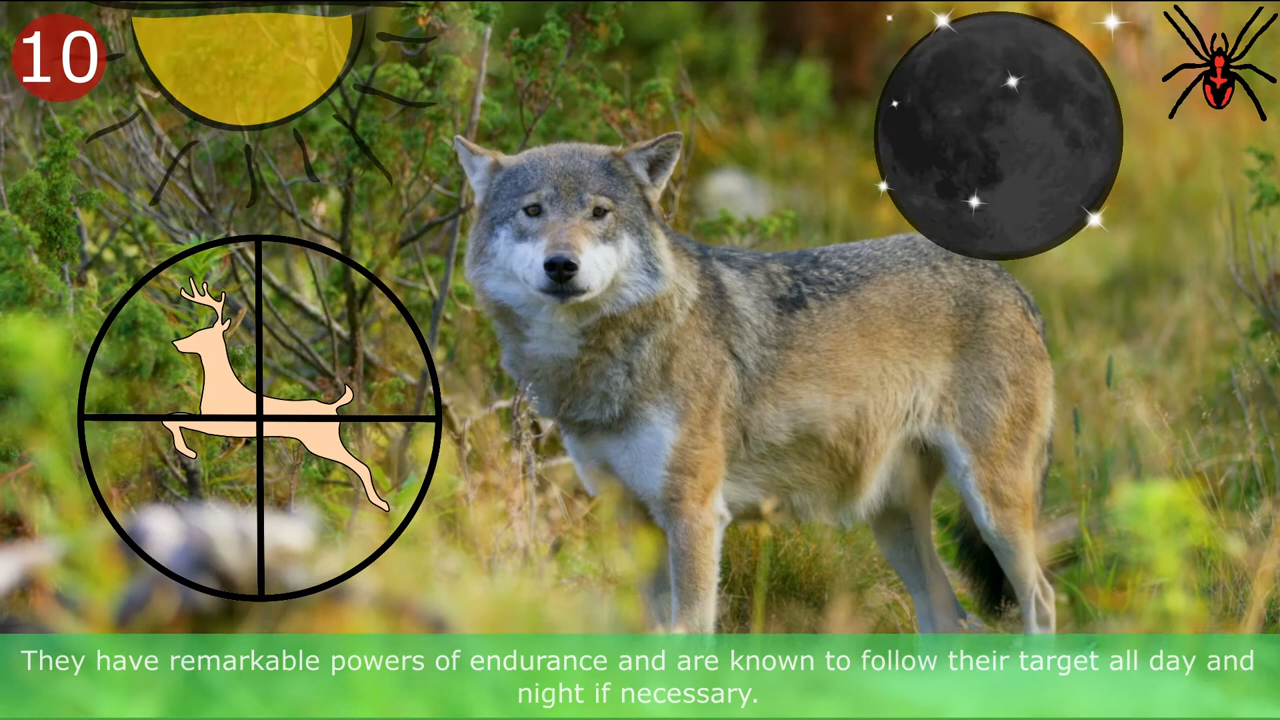 10
They have remarkable powers of endurance and are known to follow their target all day and
night if necessary.